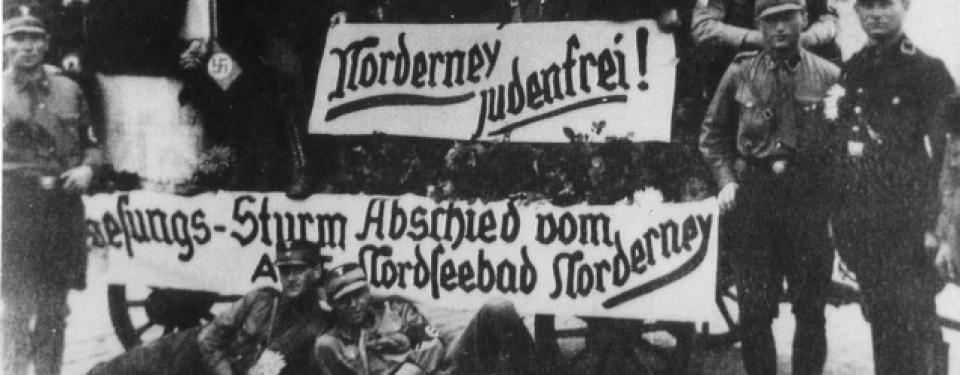 Norderney
judenfrei!
Sturm Abschied vom
Nordseebad Norderney